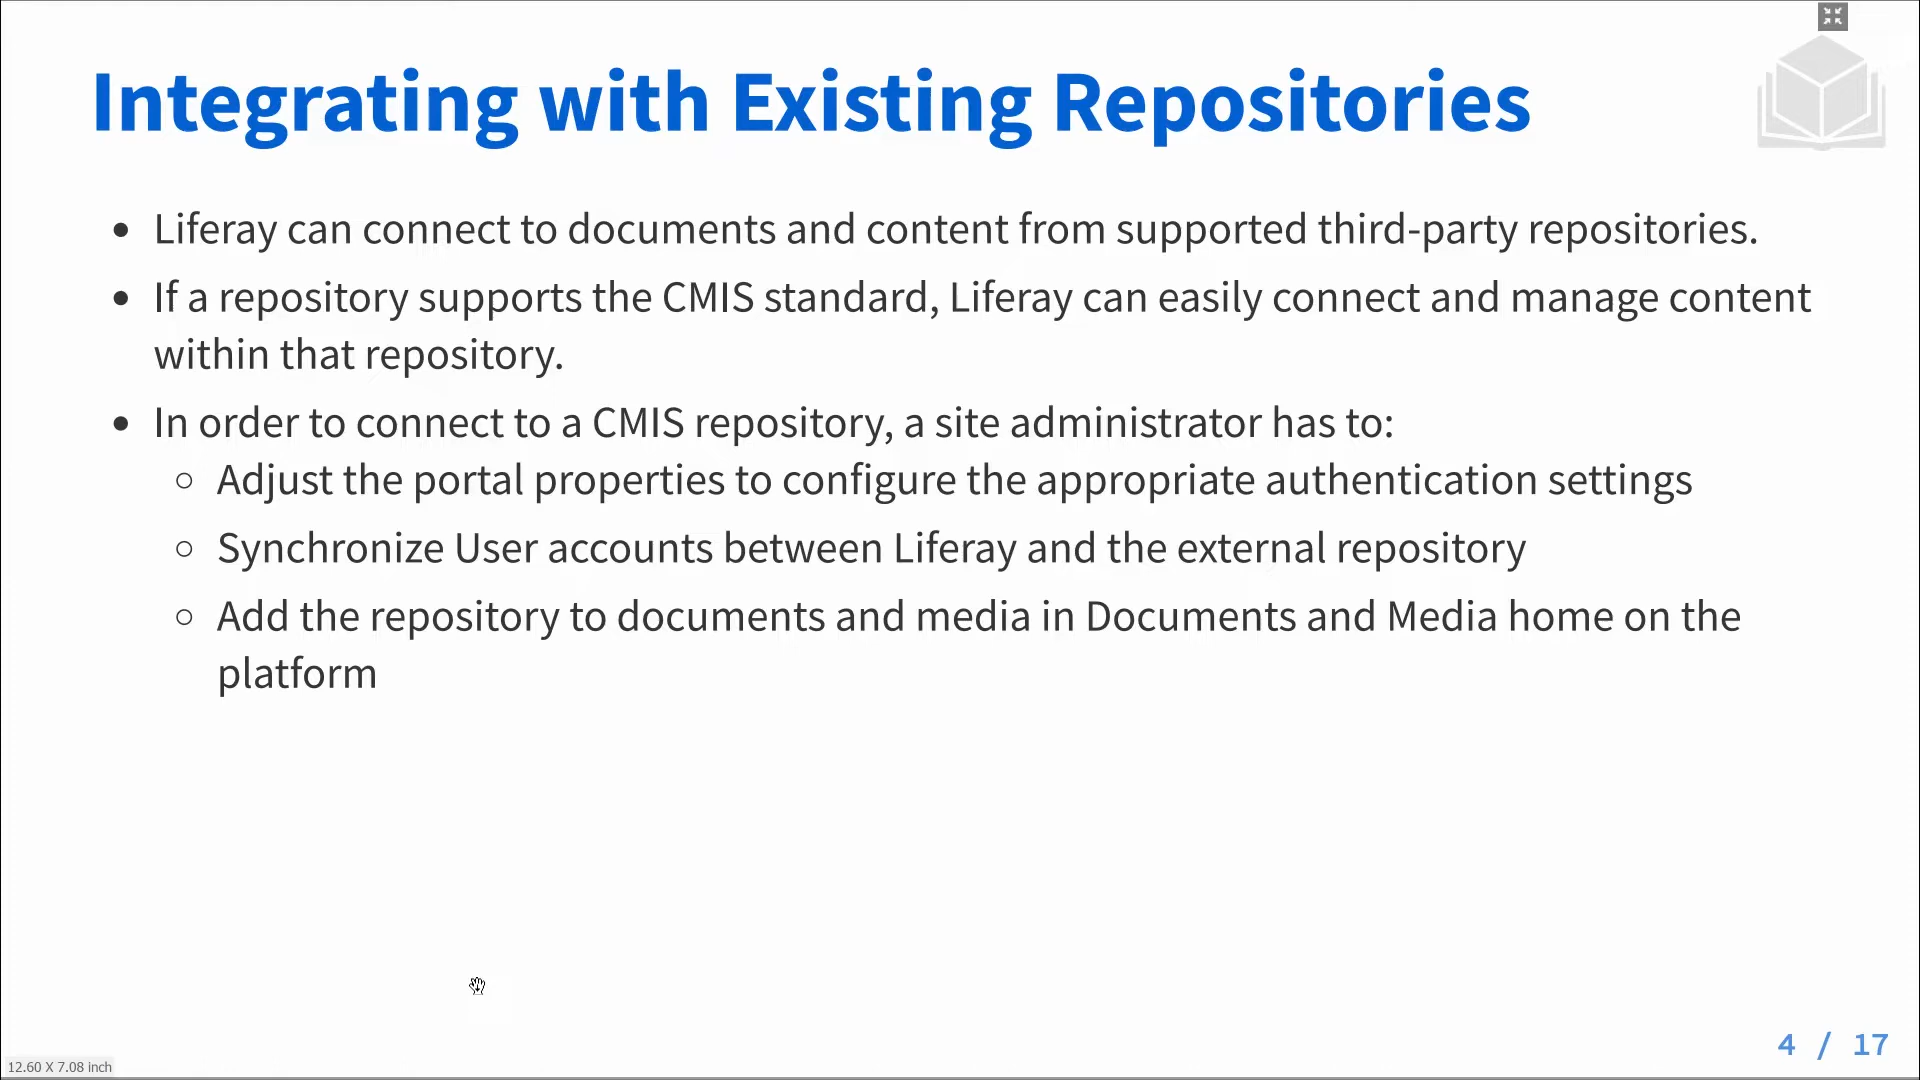 Integrating with Existing Repositories
• Liferay can connect to documents and content from supported third-party repositories.
• If a repository supports the CMIS standard, Liferay can easily connect and manage content
within that repository.
• In order to connect to a CMIS repository, a site administrator has to:
○ Adjust the portal properties to configure the appropriate authentication settings
○ Synchronize User accounts between Liferay and the external repository
○ Add the repository to documents and media in Documents and Media home on the
platform
4 / 17
12.60 X 7.08 inch